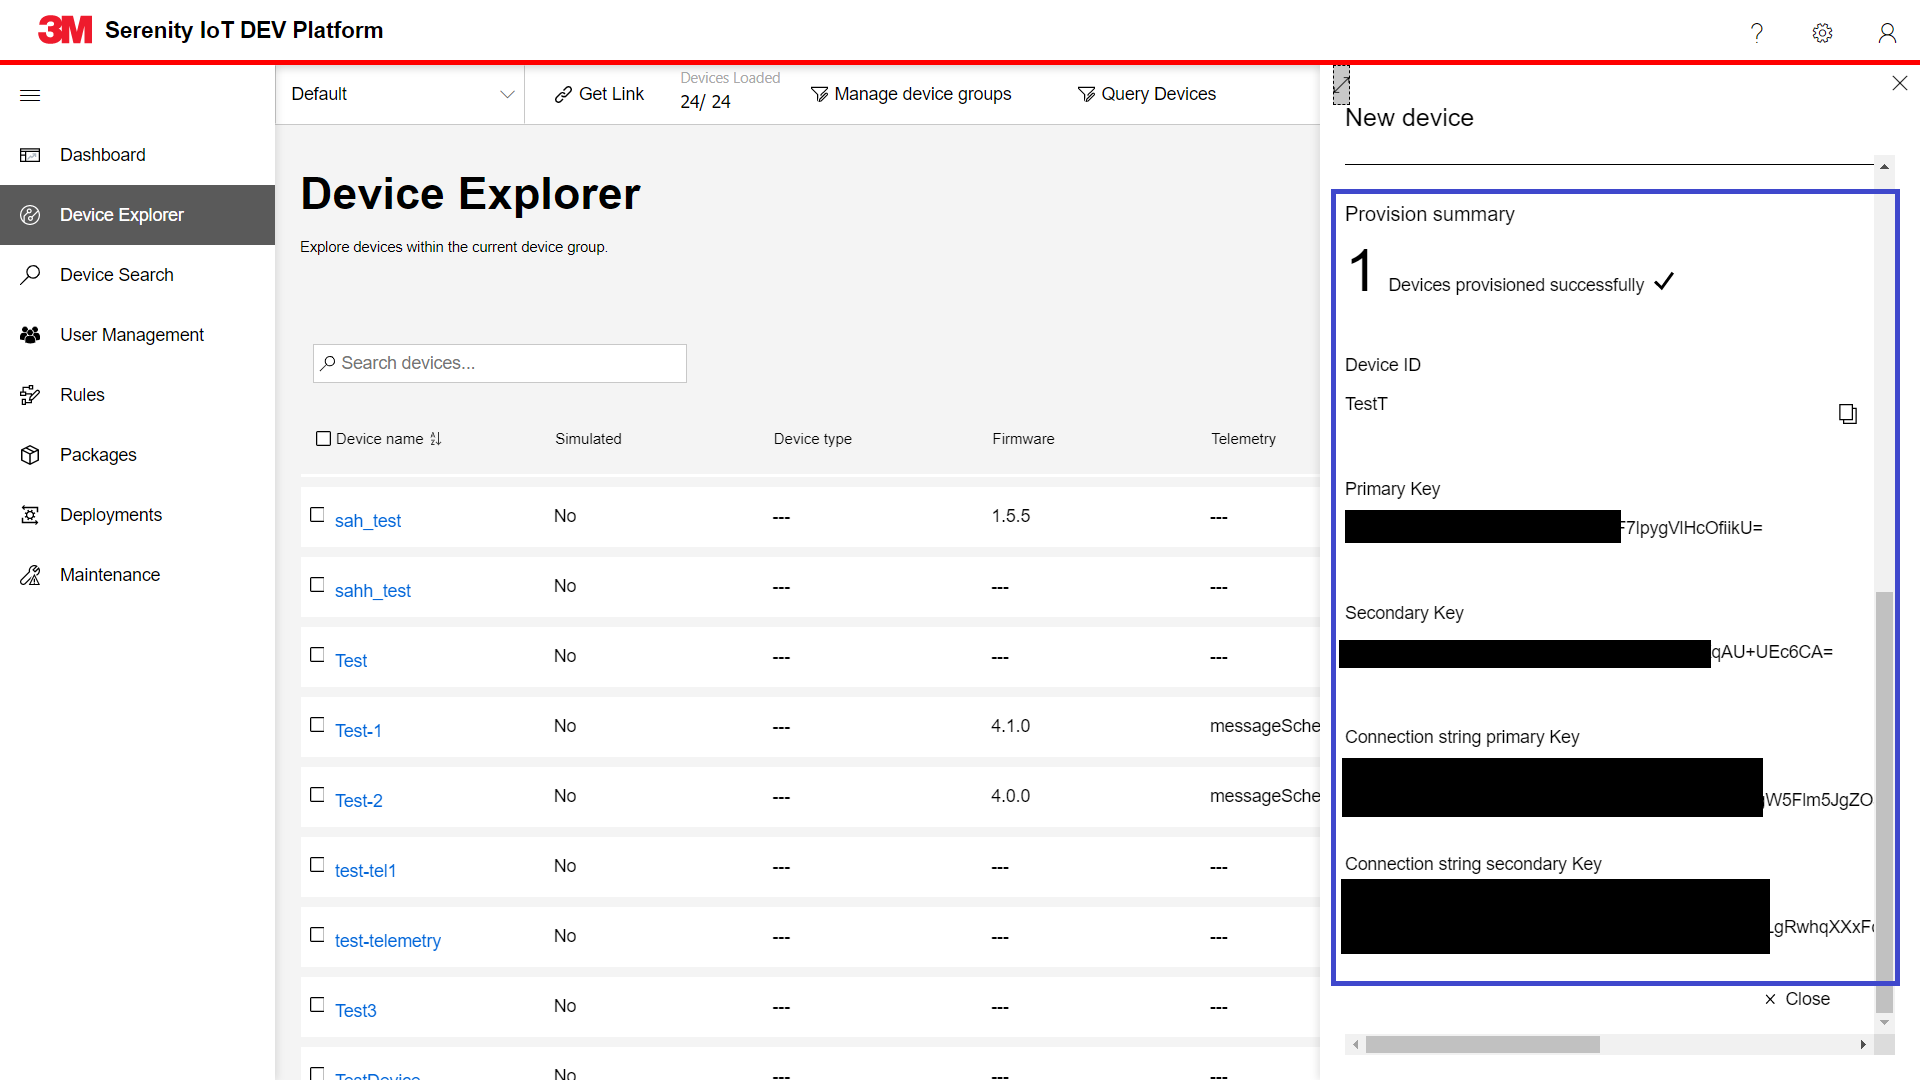 3M Serenity IoT DEV Platform
Default
Get Link
Devices Loaded
24/ 24
Manage device groups
Query Devices
Dashboard
Device Explorer
Device Search
User Management
Rules
Packages
Deployments
Maintenance
Device Explorer
Explore devices within the current device group.
Search devices...
Device name Simulated Device type Firmware Telemetry
sah_test No --- 1.5.5 ---
sahh_test No --- --- ---
Test No --- --- ---
Test-1 No --- 4.1.0 messageSche
Test-2 No --- 4.0.0 messageSche
test-tel1 No --- --- ---
test-telemetry No --- --- ---
Test3 No --- --- ---
TestDevice No --- --- ---
New device
Provision summary
1 Devices provisioned successfully
Device ID
TestT
Primary Key
F7lpygVlHcOfiikU=
Secondary Key
qAU+UEc6CA=
Connection string primary Key
W5Flm5JgZO
Connection string secondary Key
gRwhqXXxF
Close